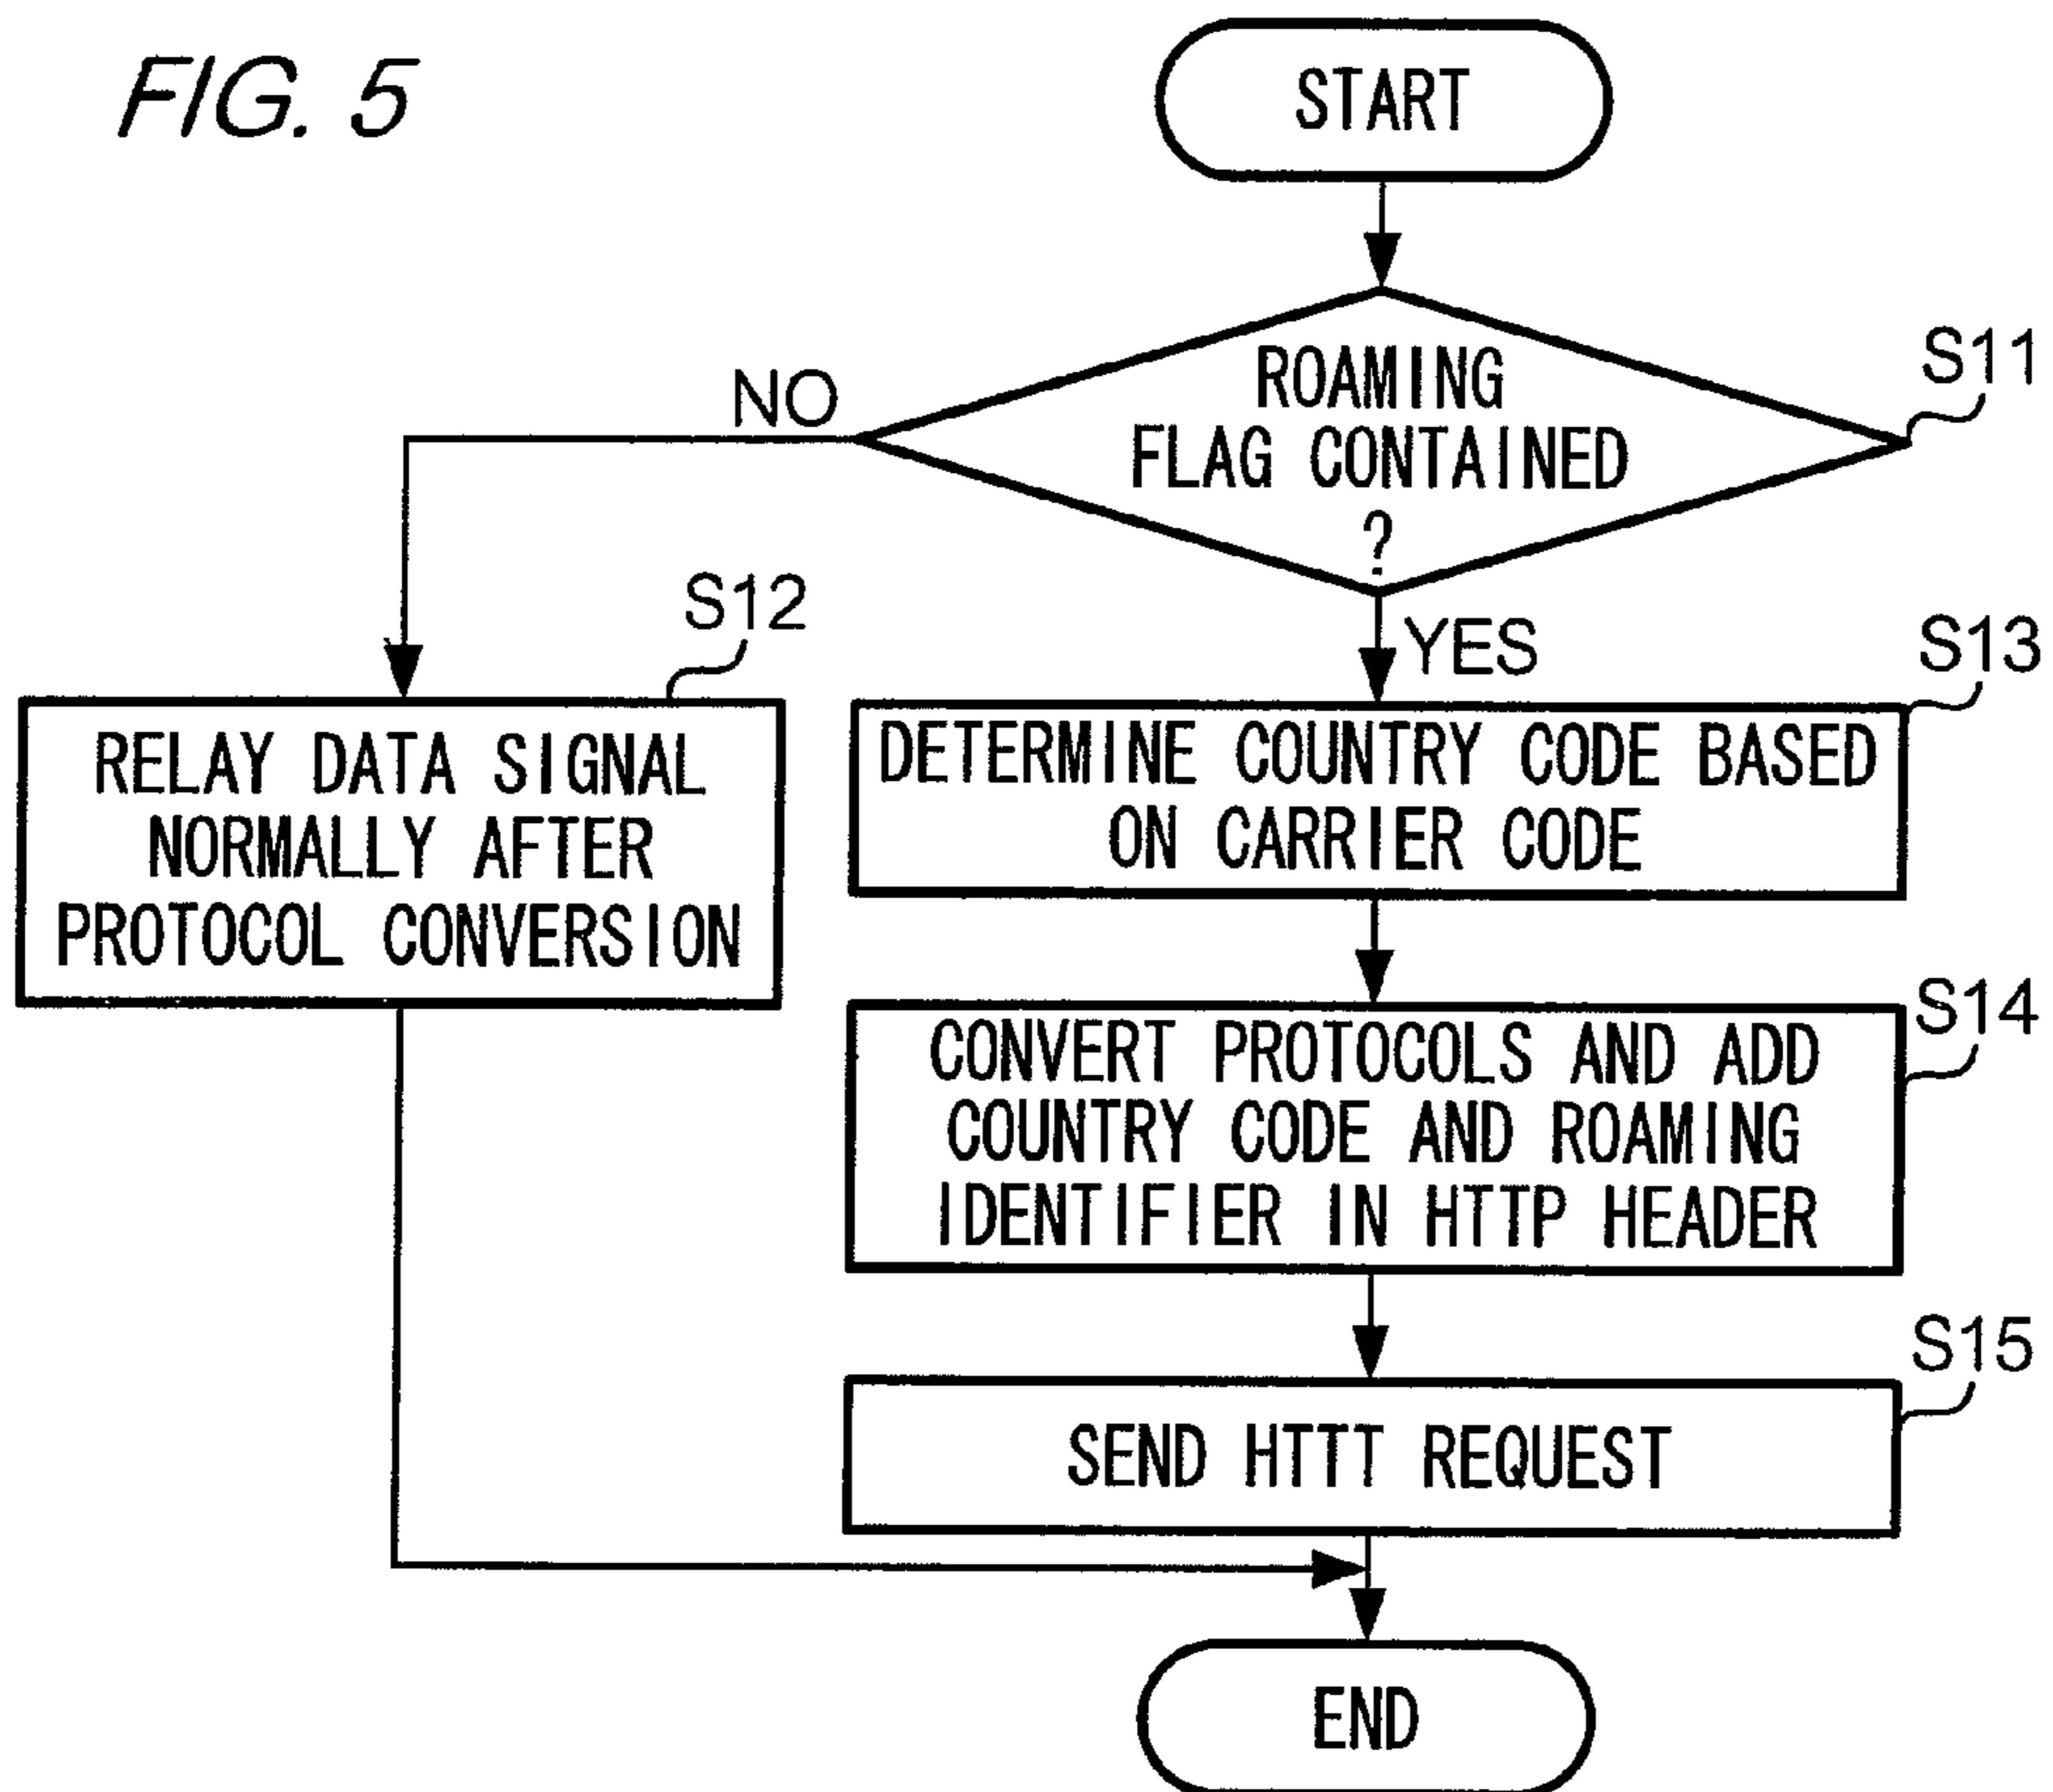 FIG. 5
START
ROAMING
FLAG CONTAINED
?
S11
NO
YES
S12
RELAY DATA SIGNAL
NORMALLY AFTER
PROTOCOL CONVERSION
S13
DETERMINE COUNTRY CODE BASED
ON CARRIER CODE
S14
CONVERT PROTOCOLS AND ADD
COUNTRY CODE AND ROAMING
IDENTIFIER IN HTTP HEADER
S15
SEND HTTT REQUEST
END